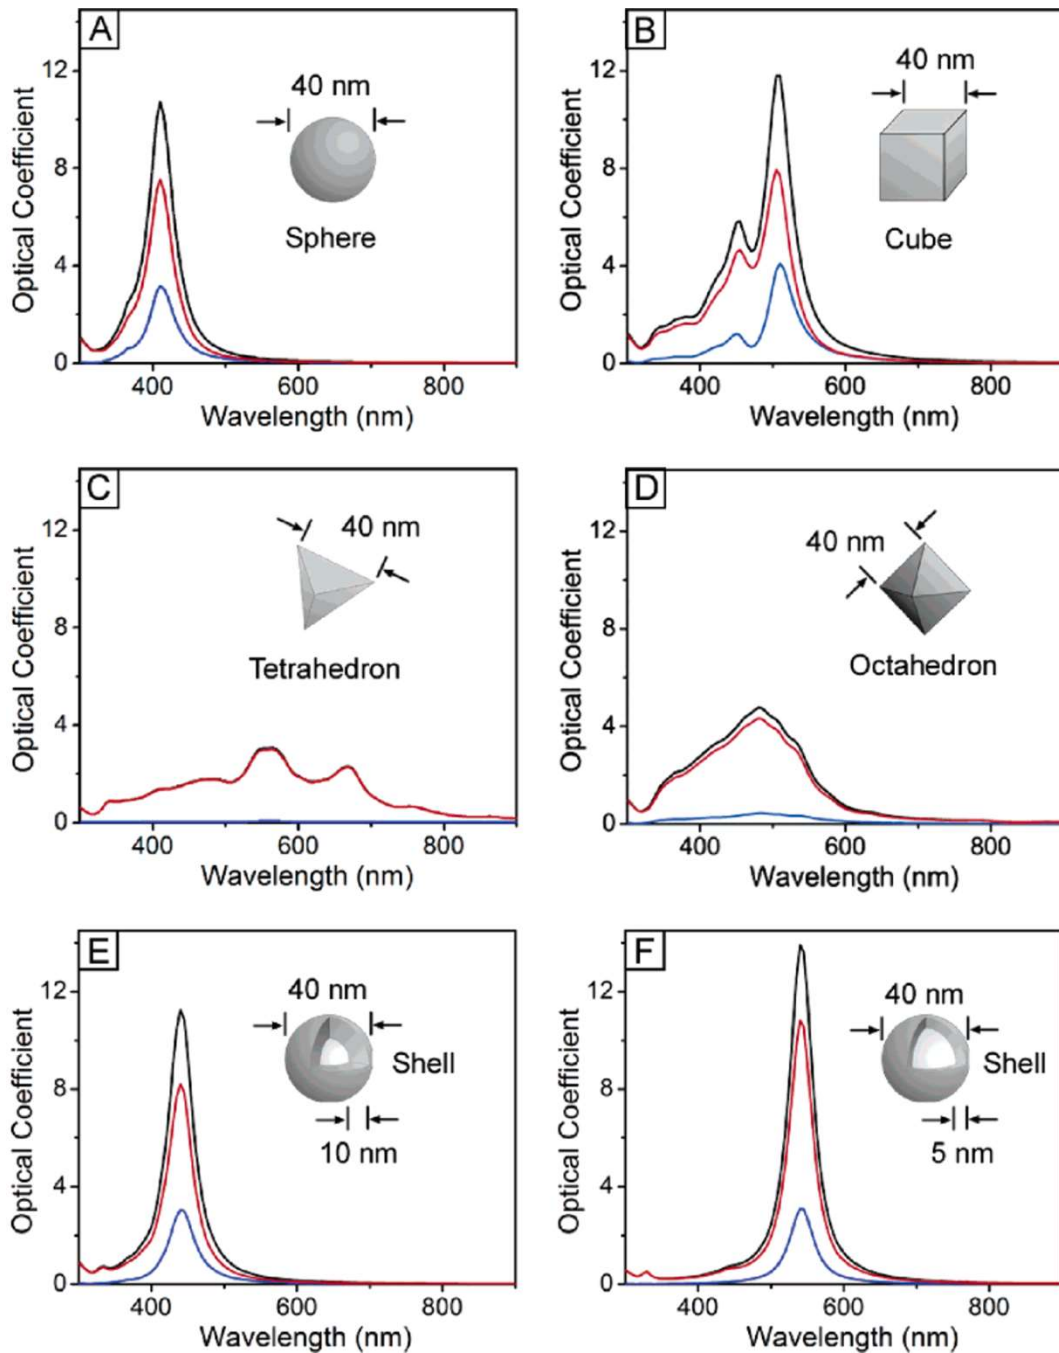 A
Optical Coefficient
12
8
4
0
40 nm
Sphere
400 600 800
Wavelength (nm)
B
Optical Coefficient
12
8
4
0
40 nm
Cube
400 600 800
Wavelength (nm)
C
Optical Coefficient
12
8
4
0
40 nm
Tetrahedron
400 600 800
Wavelength (nm)
D
Optical Coefficient
12
8
4
0
40 nm
Octahedron
400 600 800
Wavelength (nm)
E
Optical Coefficient
12
8
4
0
40 nm
Shell
10 nm
400 600 800
Wavelength (nm)
F
Optical Coefficient
12
8
4
0
40 nm
Shell
5 nm
400 600 800
Wavelength (nm)